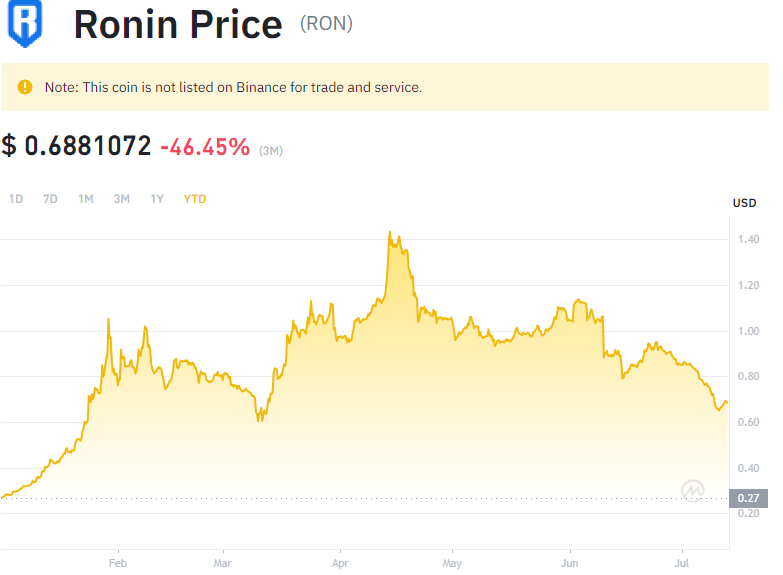 Ronin Price (RON)
Note: This coin is not listed on Binance for trade and service.
$ 0.6881072 -46.45% (3M)
1D 7D 1M 3M 1Y YTD
USD
1.40
1.20
1.00
0.80
0.60
0.40
0.27
0.20
Feb Mar Apr May Jun Jul